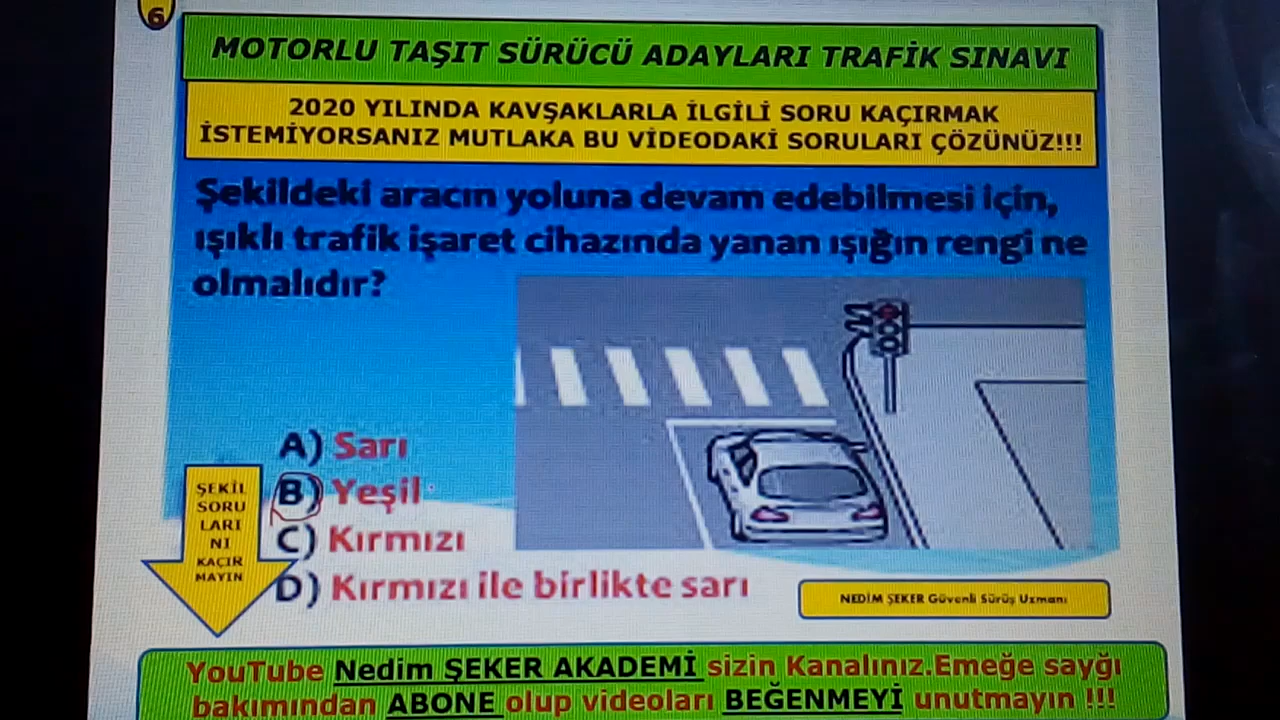 6
MOTORLU TAŞIT SÜRÜCÜ ADAYLARI TRAFİK SINAVI
2020 YILINDA KAVŞAKLARLA İLGİLİ SORU KAÇIRMAK
İSTEMİYORSANIZ MUTLAKA BU VİDEODAKİ SORULARI ÇÖZÜNÜZ!!!
Şekildeki aracın yoluna devam edebilmesi için,
ışıklı trafik işaret cihazında yanan ışığın rengi ne
olmalıdır?
A) Sarı
B) Yeşil
C) Kırmızı
D) Kırmızı ile birlikte sarı
ŞEKİL
SORU
LARI
NI
KAÇIR
MAYIN
NEDİM ŞEKER Güvenli Sürüş Uzmanı
YouTube Nedim ŞEKER AKADEMİ sizin Kanalınız.Emeğe saygı
bakımından ABONE olup videoları BEĞENMEYİ unutmayın !!!